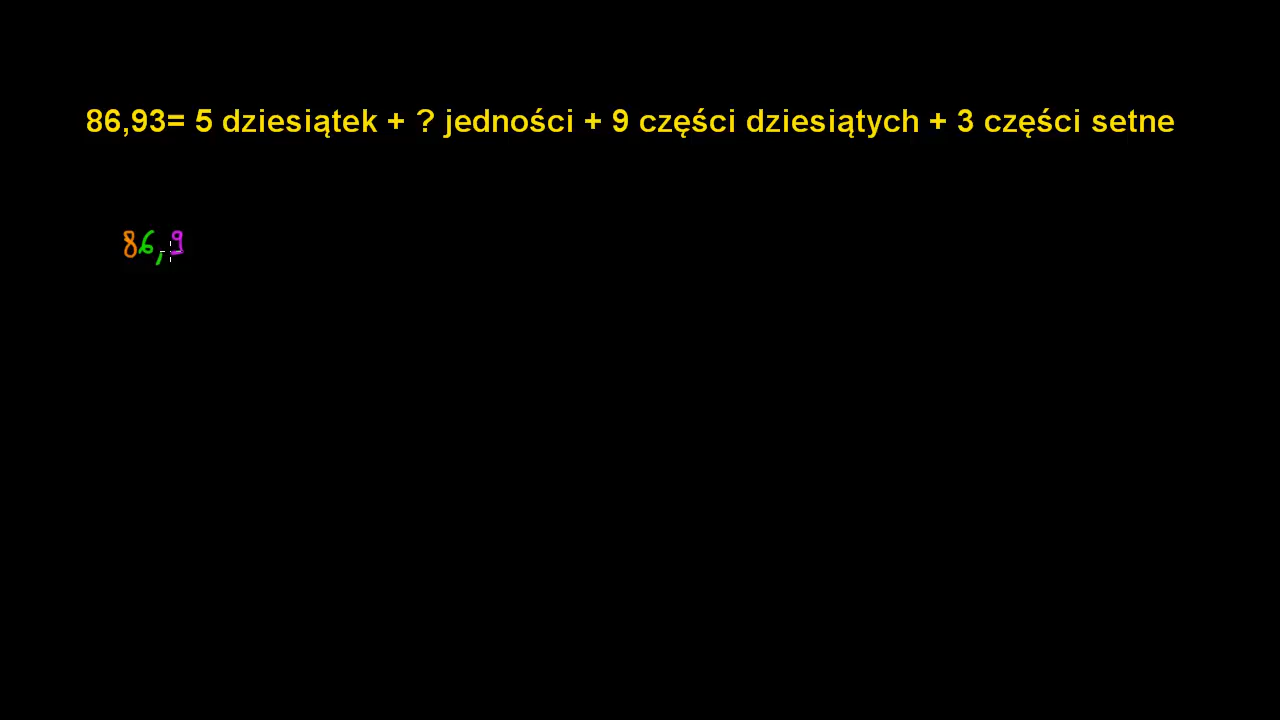 86,93= 5 dziesiątek + ? jedności + 9 części dziesiątych + 3 części setne
86,9